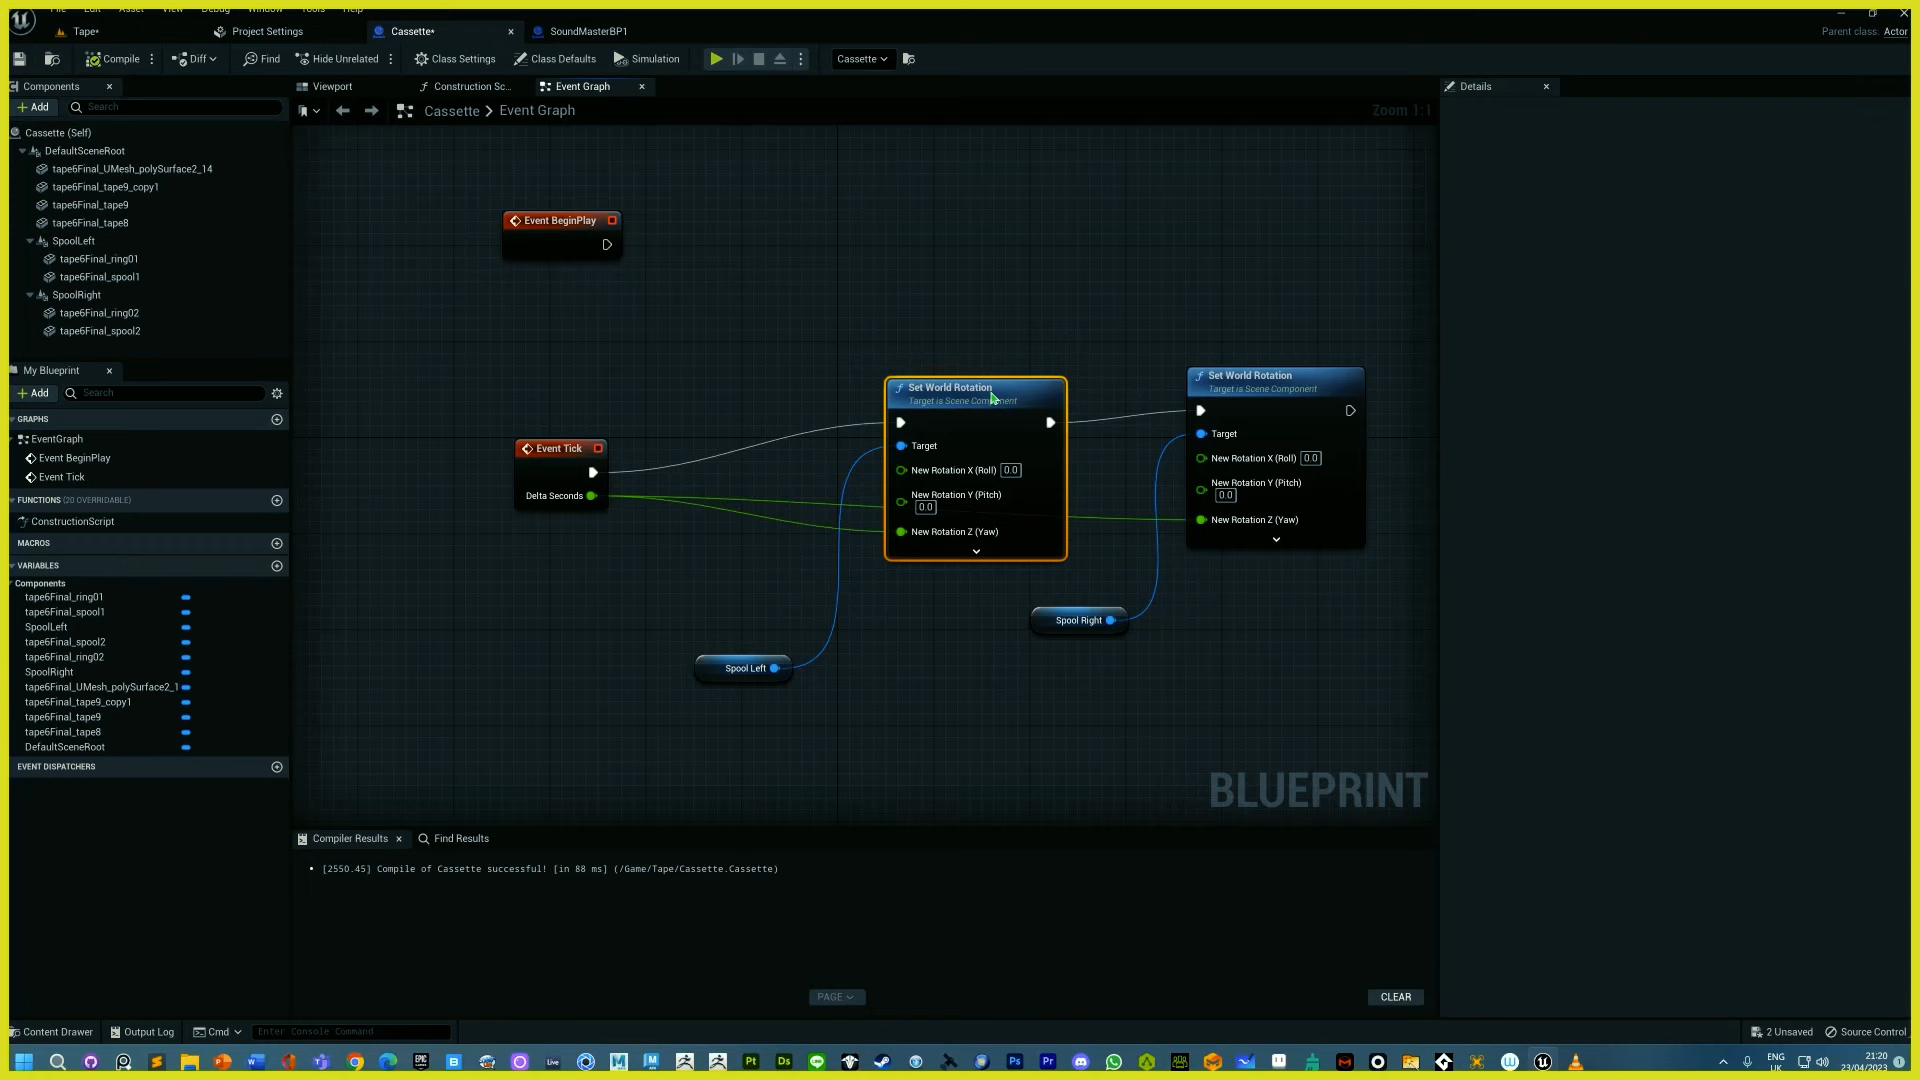 File Edit Asset View Window Debug Tools Help
Tape*
Project Settings
Cassette*
SoundMasterBP1
Parent class: Actor
Compile
Diff
Find
Hide Unrelated
Class Settings
Class Defaults
Simulation
Cassette
Components
Viewport
Construction Sc...
Event Graph
Details
Add
Search
Cassette > Event Graph
Zoom 1:1
Cassette (Self)
DefaultSceneRoot
tape6Final_UMesh_polySurface2_14
tape6Final_tape9_copy1
tape6Final_tape9
tape6Final_tape8
SpoolLeft
tape6Final_ring01
tape6Final_spool1
SpoolRight
tape6Final_ring02
tape6Final_spool2
My Blueprint
Add
Search
GRAPHS
EventGraph
Event BeginPlay
Event Tick
FUNCTIONS (20 OVERRIDABLE)
ConstructionScript
MACROS
VARIABLES
Components
tape6Final_ring01
tape6Final_spool1
SpoolLeft
tape6Final_spool2
tape6Final_ring02
SpoolRight
tape6Final_UMesh_polySurface2_1
tape6Final_tape9_copy1
tape6Final_tape9
tape6Final_tape8
DefaultSceneRoot
EVENT DISPATCHERS
Event BeginPlay
Event Tick
Delta Seconds
Set World Rotation
Target is Scene Component
Target
New Rotation X (Roll) 0.0
New Rotation Y (Pitch)
0.0
New Rotation Z (Yaw)
Set World Rotation
Target is Scene Component
Target
New Rotation X (Roll) 0.0
New Rotation Y (Pitch)
0.0
New Rotation Z (Yaw)
Spool Right
Spool Left
BLUEPRINT
Compiler Results
Find Results
[2550.45] Compile of Cassette successful! [in 88 ms] (/Game/Tape/Cassette.Cassette)
PAGE
CLEAR
Content Drawer
Output Log
Cmd
Enter Console Command
2 Unsaved
Source Control
ENG
UK
21:20
23/04/2023